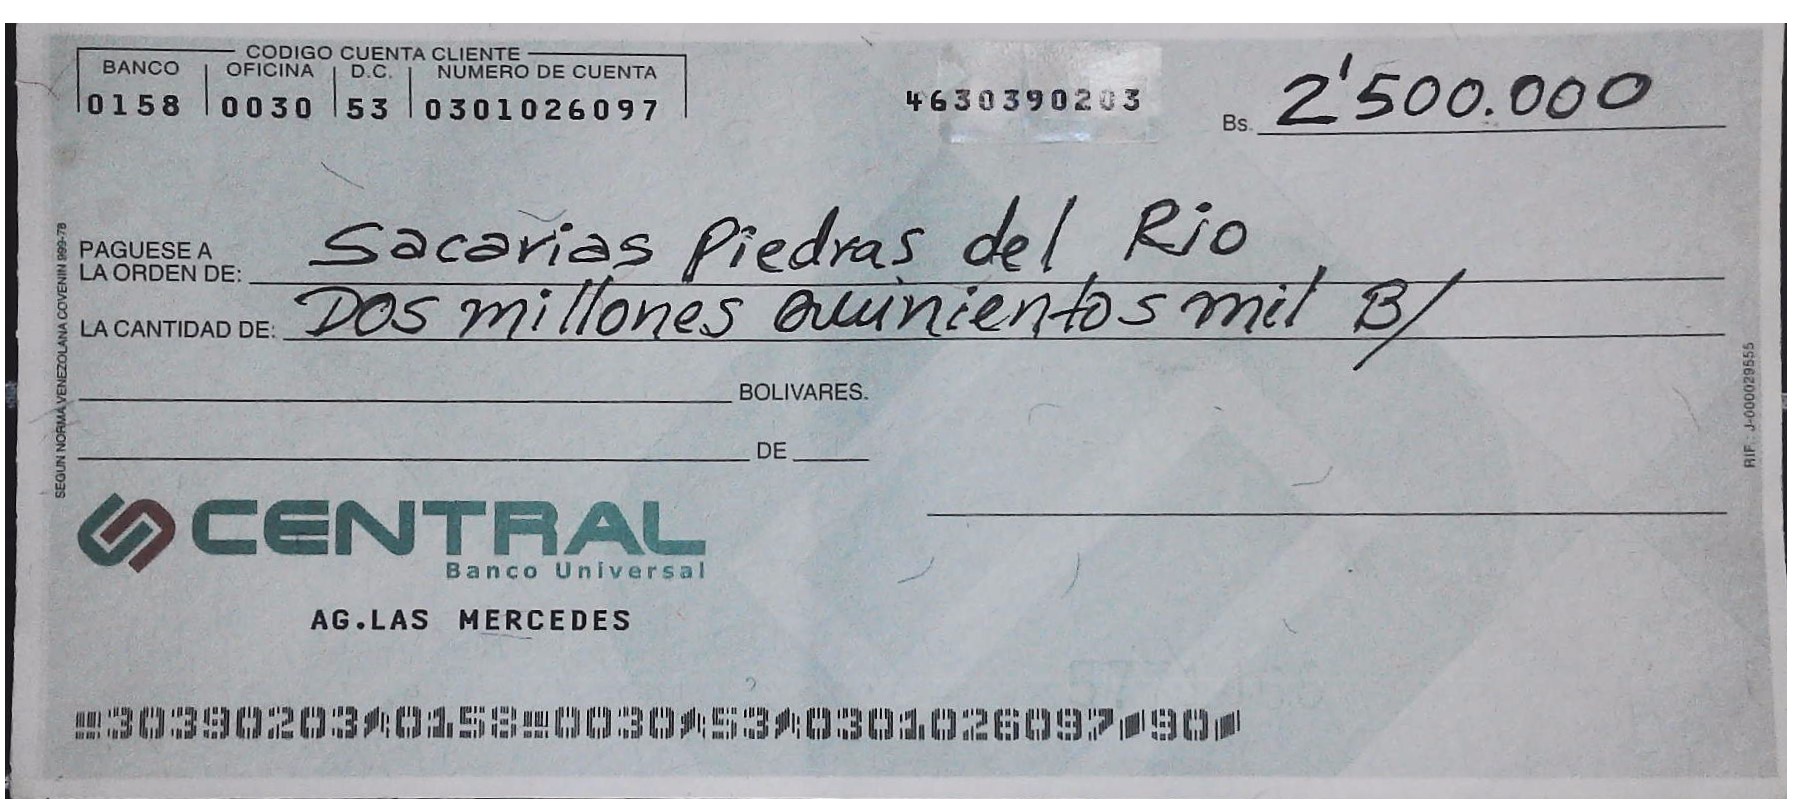 CODIGO CUENTA CLIENTE
BANCO OFICINA D.C. NUMERO DE CUENTA
0158 0030 53 0301026097
4630390203
Bs. 2'500.000
PAGUESE A
LA ORDEN DE: Sacarias Piedras del Rio
LA CANTIDAD DE: Dos millones quinientos mil B/
BOLIVARES.
DE
SEGUN NORMA VENEZOLANA COVENIN 999-78
RIF: J-000029555
CENTRAL
Banco Universal
AG.LAS MERCEDES
30390203 0158 0030 53 0301026097 90